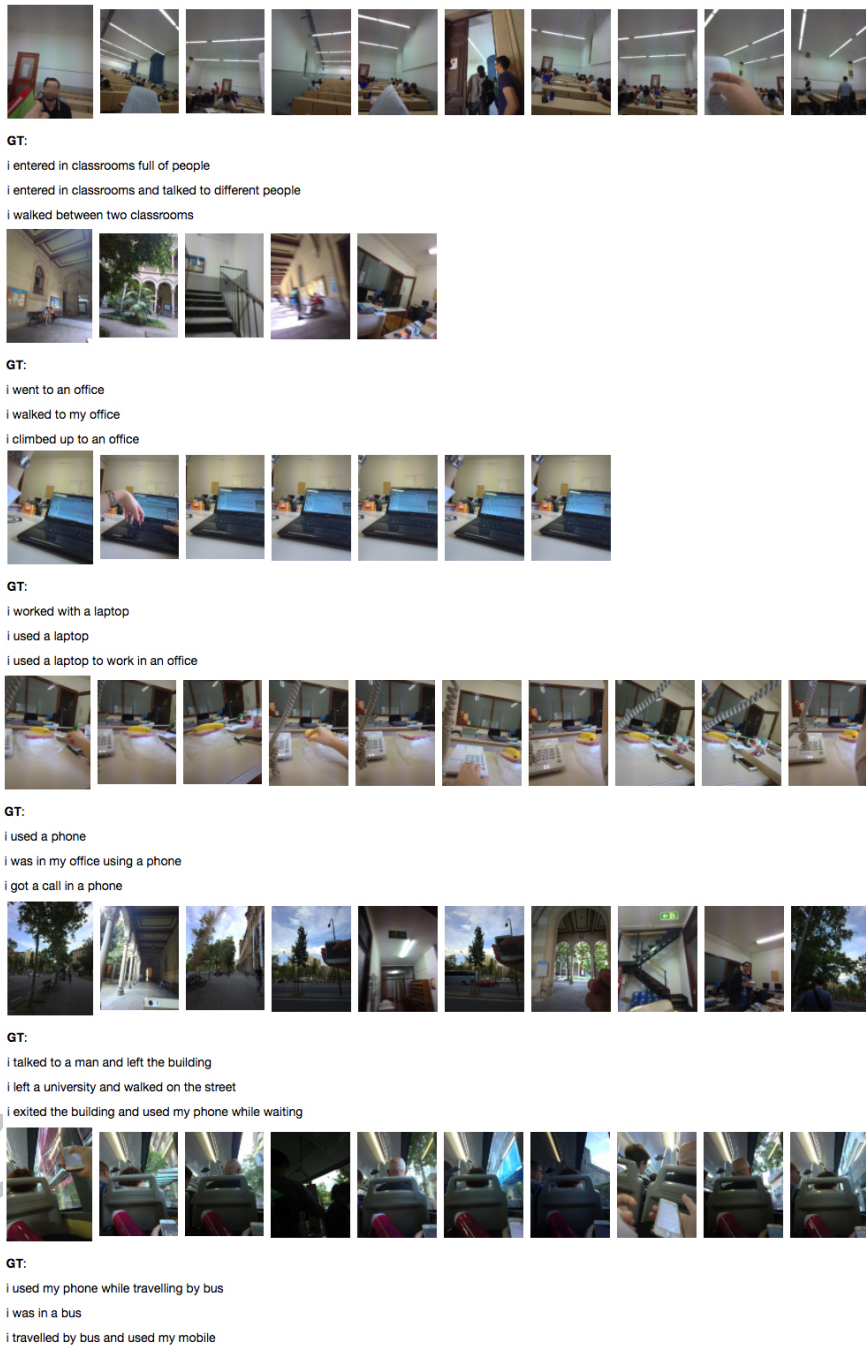 GT:
i entered in classrooms full of people
i entered in classrooms and talked to different people
i walked between two classrooms
GT:
i went to an office
i walked to my office
i climbed up to an office
GT:
i worked with a laptop
i used a laptop
i used a laptop to work in an office
GT:
i used a phone
i was in my office using a phone
i got a call in a phone
GT:
i talked to a man and left the building
i left a university and walked on the street
i exited the building and used my phone while waiting
GT:
i used my phone while travelling by bus
i was in a bus
i travelled by bus and used my mobile